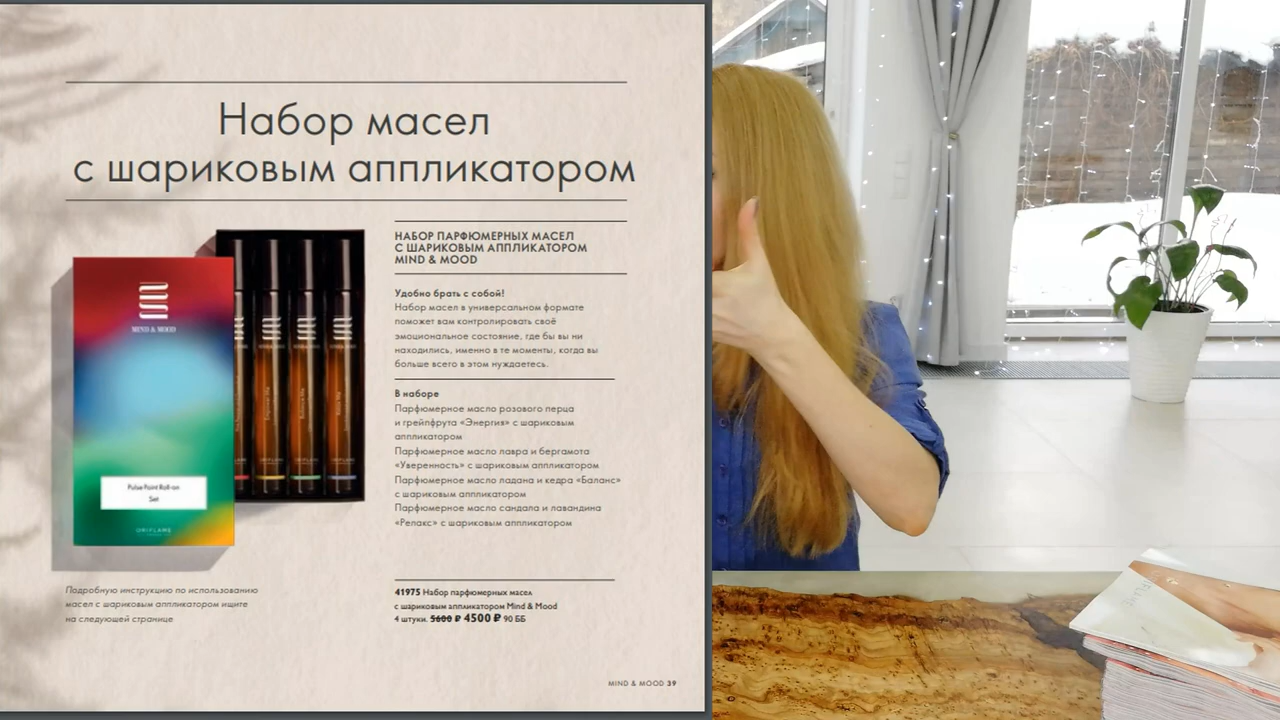 Набор масел
с шариковым аппликатором
НАБОР ПАРФЮМЕРНЫХ МАСЕЛ
С ШАРИКОВЫМ АППЛИКАТОРОМ
MIND & MOOD
Удобно брать с собой!
Набор масел в универсальном формате
поможет вам контролировать своё
эмоциональное состояние, где бы вы ни
находились, именно в те моменты, когда вы
больше всего в этом нуждаетесь.
В наборе
Парфюмерное масло розового перца
и грейпфрута «Энергия» с шариковым
аппликатором
Парфюмерное масло лавра и бергамота
«Уверенность» с шариковым аппликатором
Парфюмерное масло ладана и кедра «Баланс»
с шариковым аппликатором
Парфюмерное масло сандала и лавандина
«Релакс» с шариковым аппликатором
MIND & MOOD
Pulse Point Roll-on
Set
ORIFLAME
Подробную инструкцию по использованию
масел с шариковым аппликатором ищите
на следующей странице
41975 Набор парфюмерных масел
с шариковым аппликатором Mind & Mood
4 штуки. 5600 ₽ 4500 ₽ 90 ББ
MIND & MOOD 39